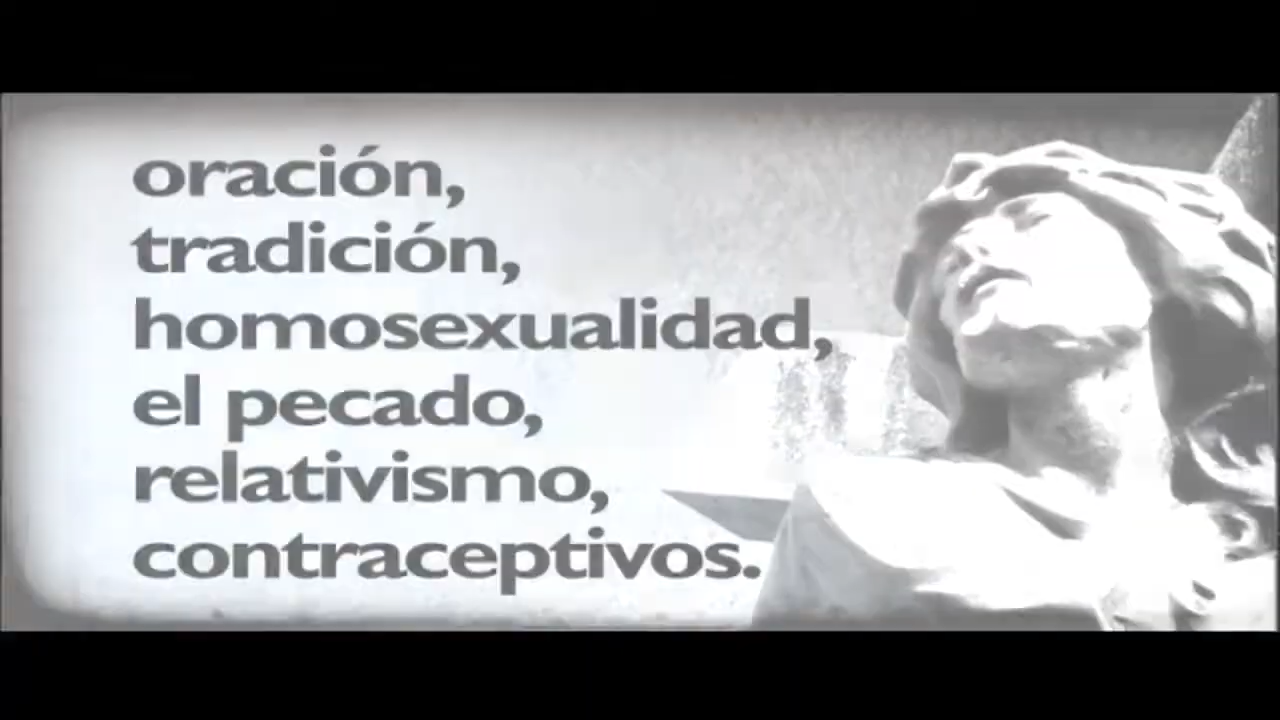 oración,
tradición,
homosexualidad,
el pecado,
relativismo,
contraceptivos.